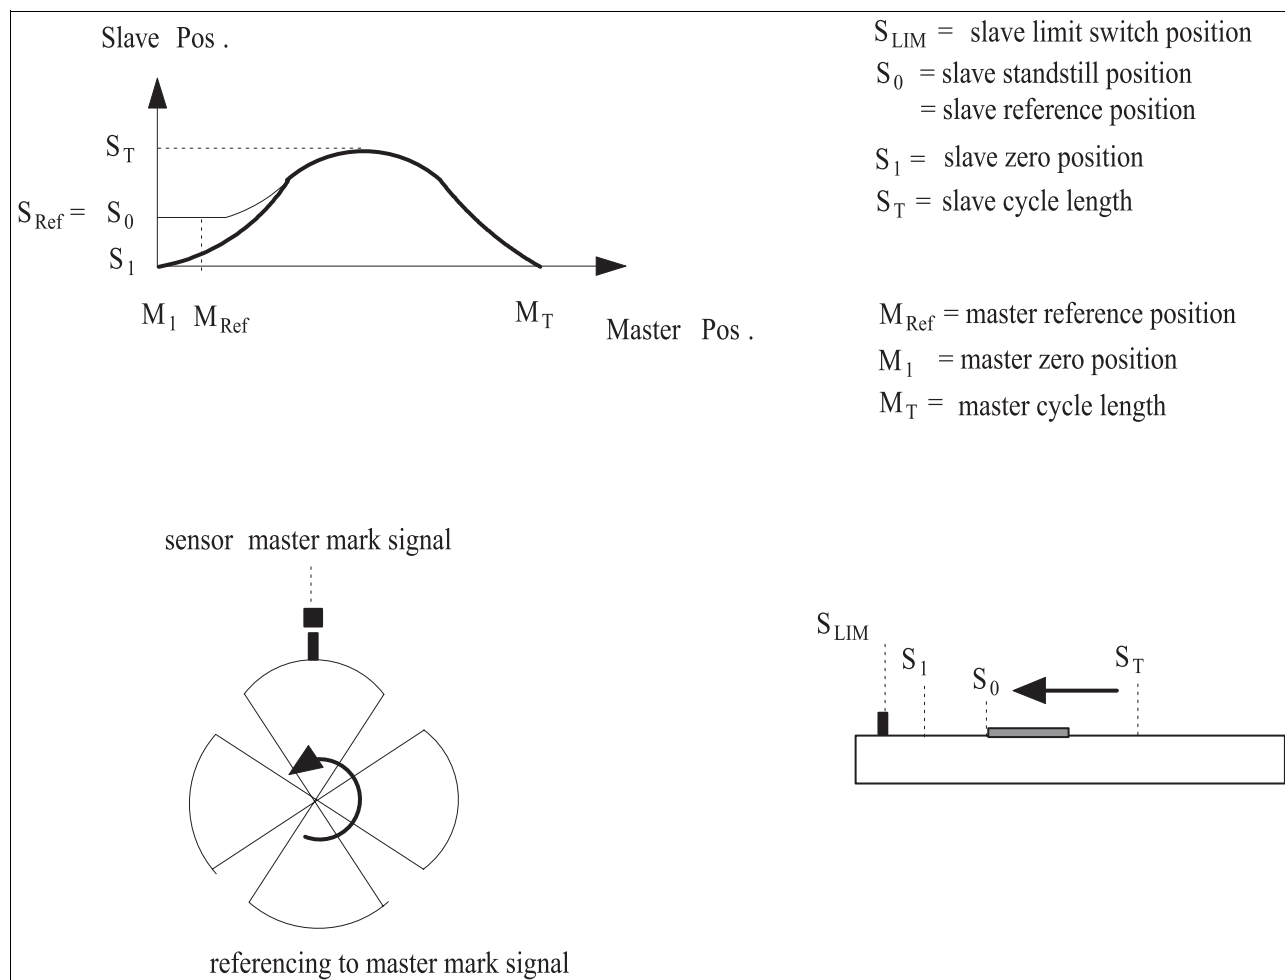 Slave Pos .
S_T
S_Ref = S_0
S_1
M_1 M_Ref M_T
Master Pos .
S_LIM = slave limit switch position
S_0 = slave standstill position
= slave reference position
S_1 = slave zero position
S_T = slave cycle length
M_Ref = master reference position
M_1 = master zero position
M_T = master cycle length
sensor master mark signal
referencing to master mark signal
S_LIM
S_1
S_0
S_T